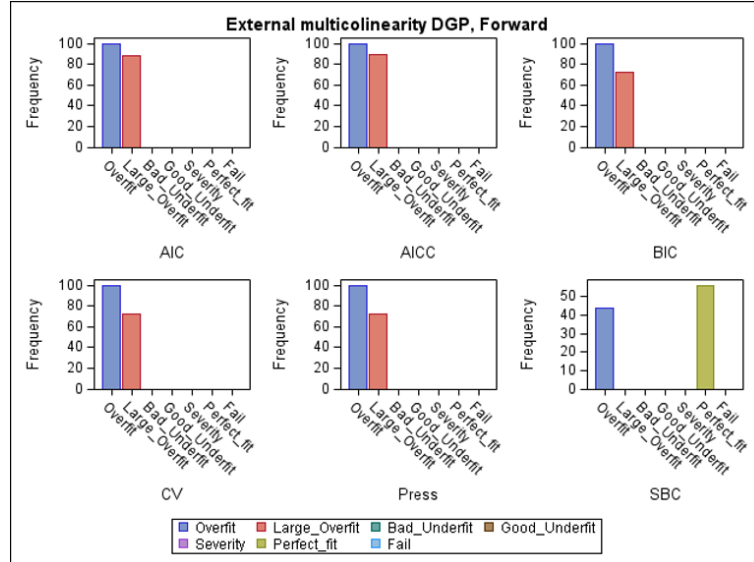 External multicolinearity DGP, Forward
Frequency
100
80
60
40
20
0
Overfit
Large_Overfit
Bad_Underfit
Good_Underfit
Severity
Perfect_fit
Fail
AIC
Frequency
100
80
60
40
20
0
Overfit
Large_Overfit
Bad_Underfit
Good_Underfit
Severity
Perfect_fit
Fail
AICC
Frequency
100
80
60
40
20
0
Overfit
Large_Overfit
Bad_Underfit
Good_Underfit
Severity
Perfect_fit
Fail
BIC
Frequency
100
80
60
40
20
0
Overfit
Large_Overfit
Bad_Underfit
Good_Underfit
Severity
Perfect_fit
Fail
CV
Frequency
100
80
60
40
20
0
Overfit
Large_Overfit
Bad_Underfit
Good_Underfit
Severity
Perfect_fit
Fail
Press
Frequency
50
40
30
20
10
0
Overfit
Large_Overfit
Bad_Underfit
Good_Underfit
Severity
Perfect_fit
Fail
SBC
Overfit Large_Overfit Bad_Underfit Good_Underfit
Severity Perfect_fit Fail